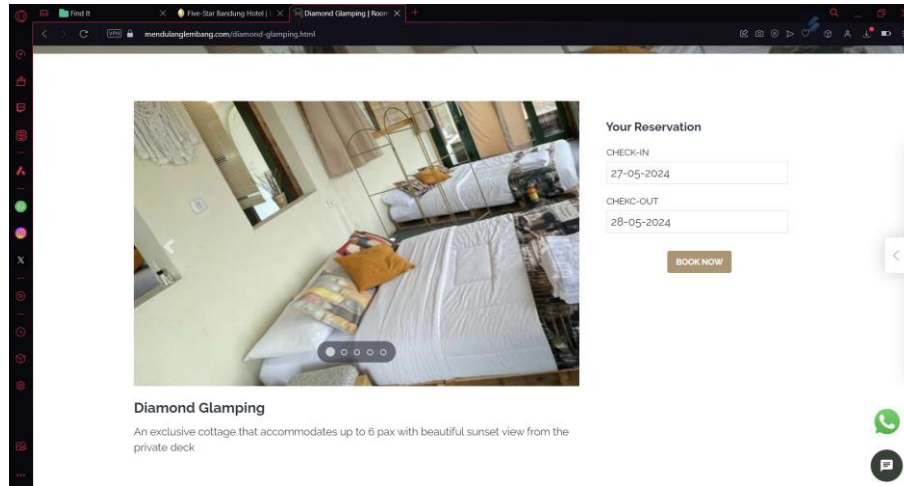 Find It
Five-Star Bandung Hotel | 
Diamond Glamping | Room
VPN
mendulanglembang.com/diamond-glamping.html
Your Reservation
CHECK-IN
27-05-2024
CHEKC-OUT
28-05-2024
BOOK NOW
Diamond Glamping
An exclusive cottage that accommodates up to 6 pax with beautiful sunset view from the
private deck